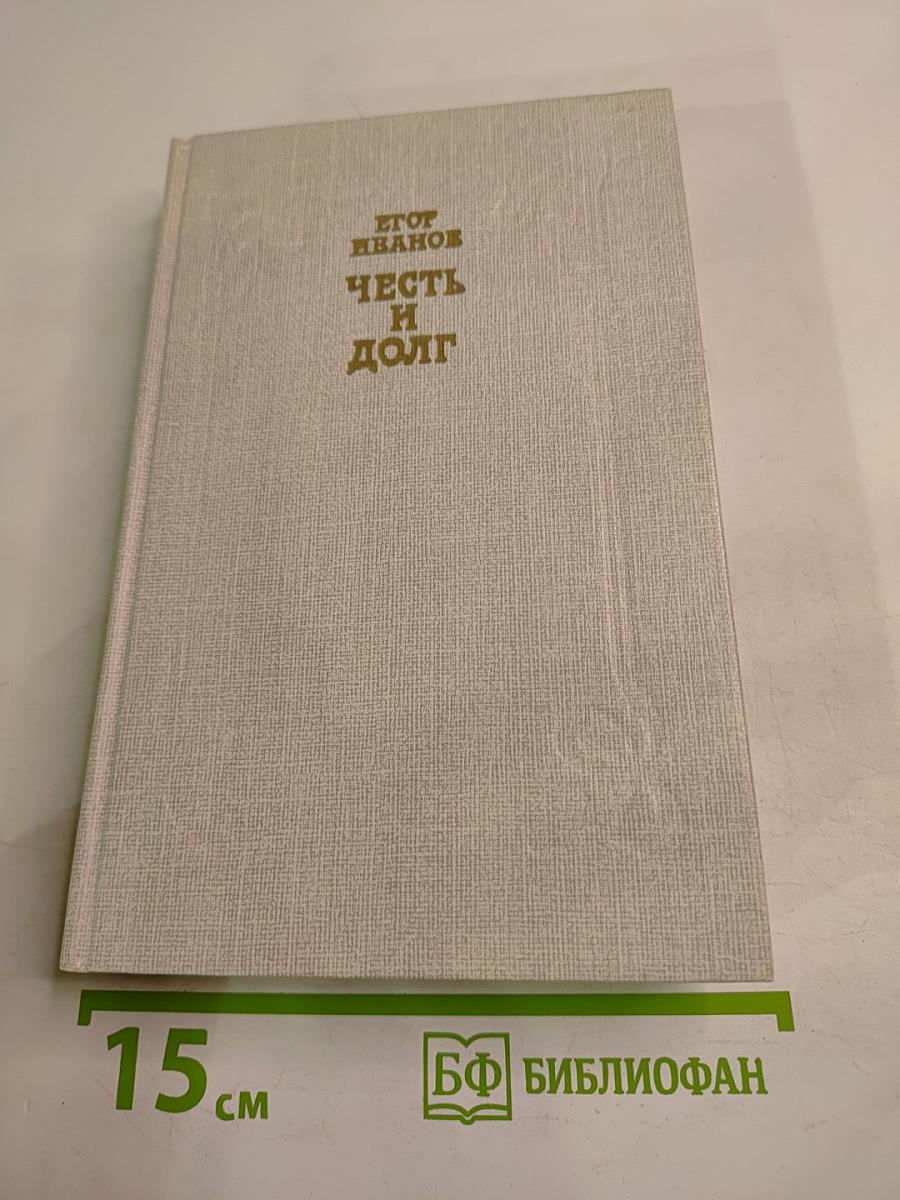 ЕГОР
ИВАНОВ
ЧЕСТЬ
И
ДОЛГ
15 см
БФ БИБЛИОФАН